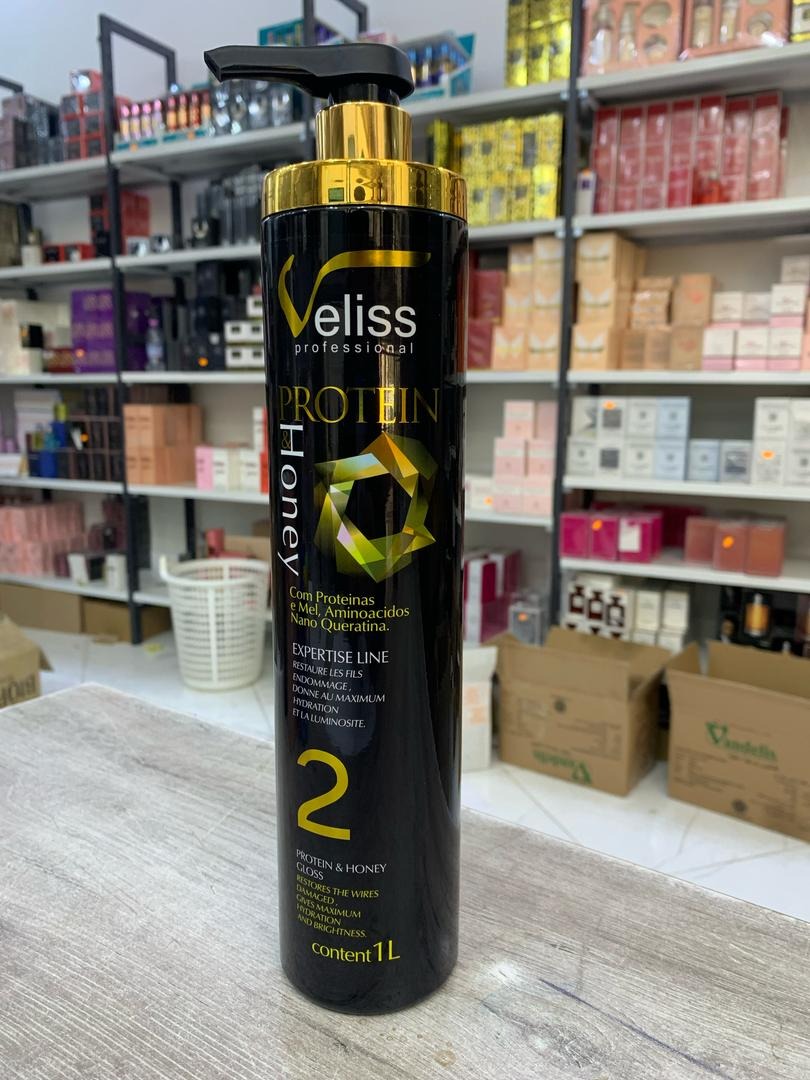 Veliss
professional
PROTEIN
&
Honey
Com Proteinas
e Mel, Aminoacidos
Nano Queratina.
EXPERTISE LINE
RESTAURE LES FILS
ENDOMMAGE,
DONNE AU MAXIMUM
HYDRATION
ET LA LUMINOSITE.
2
PROTEIN & HONEY
GLOSS
RESTORES THE WIRES
DAMAGED,
GIVES MAXIMUM
HYDRATION
AND BRIGHTNESS.
content 1L
Vandelis
Vandelis